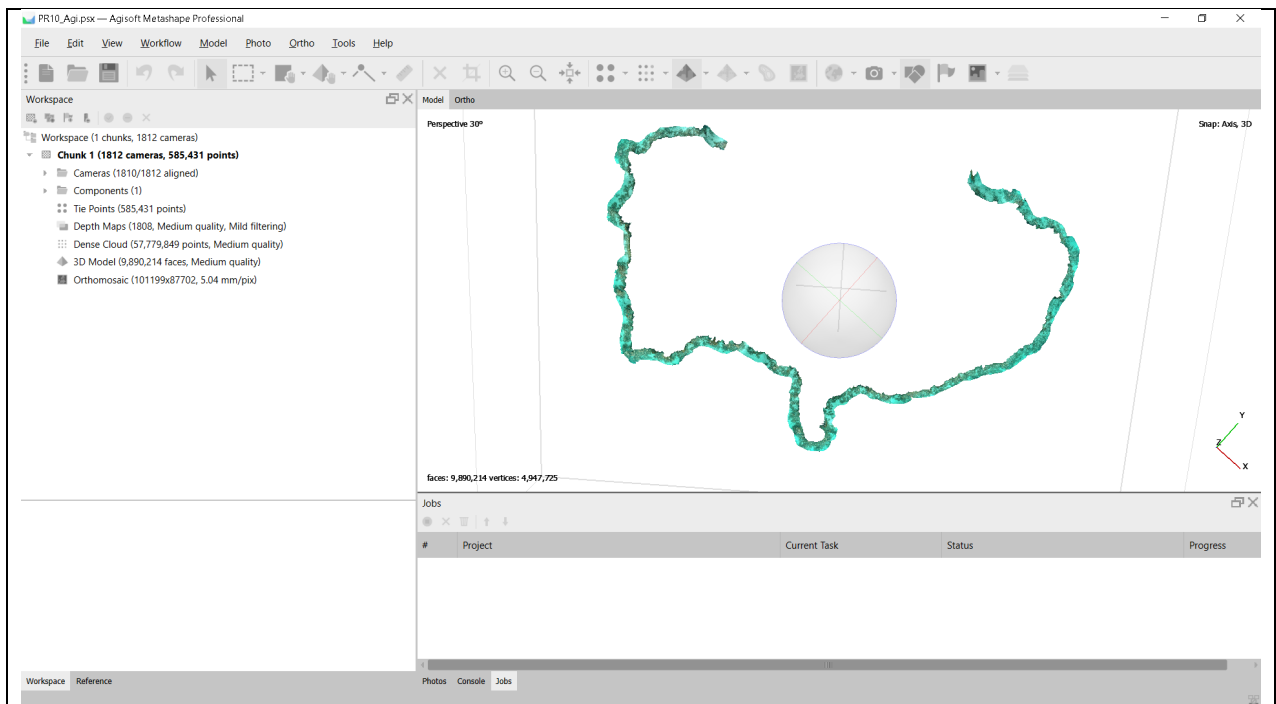 PR10_Agi.psx — Agisoft Metashape Professional
File Edit View Workflow Model Photo Ortho Tools Help
Workspace
Workspace (1 chunks, 1812 cameras)
Chunk 1 (1812 cameras, 585,431 points)
Cameras (1810/1812 aligned)
Components (1)
Tie Points (585,431 points)
Depth Maps (1808, Medium quality, Mild filtering)
Dense Cloud (57,779,849 points, Medium quality)
3D Model (9,890,214 faces, Medium quality)
Orthomosaic (101199x87702, 5.04 mm/pix)
Workspace Reference
Model Ortho
Perspective 30° Snap: Axis, 3D
Y
Z
X
faces: 9,890,214 vertices: 4,947,725
Jobs
# Project Current Task Status Progress
Photos Console Jobs